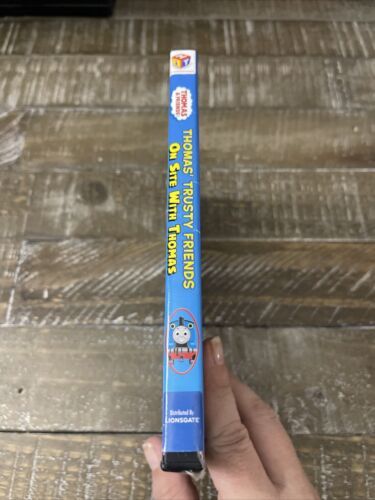 THOMAS
& FRIENDS
THOMAS' TRUSTY FRIENDS
ON SITE WITH THOMAS
Distributed By
LIONSGATE